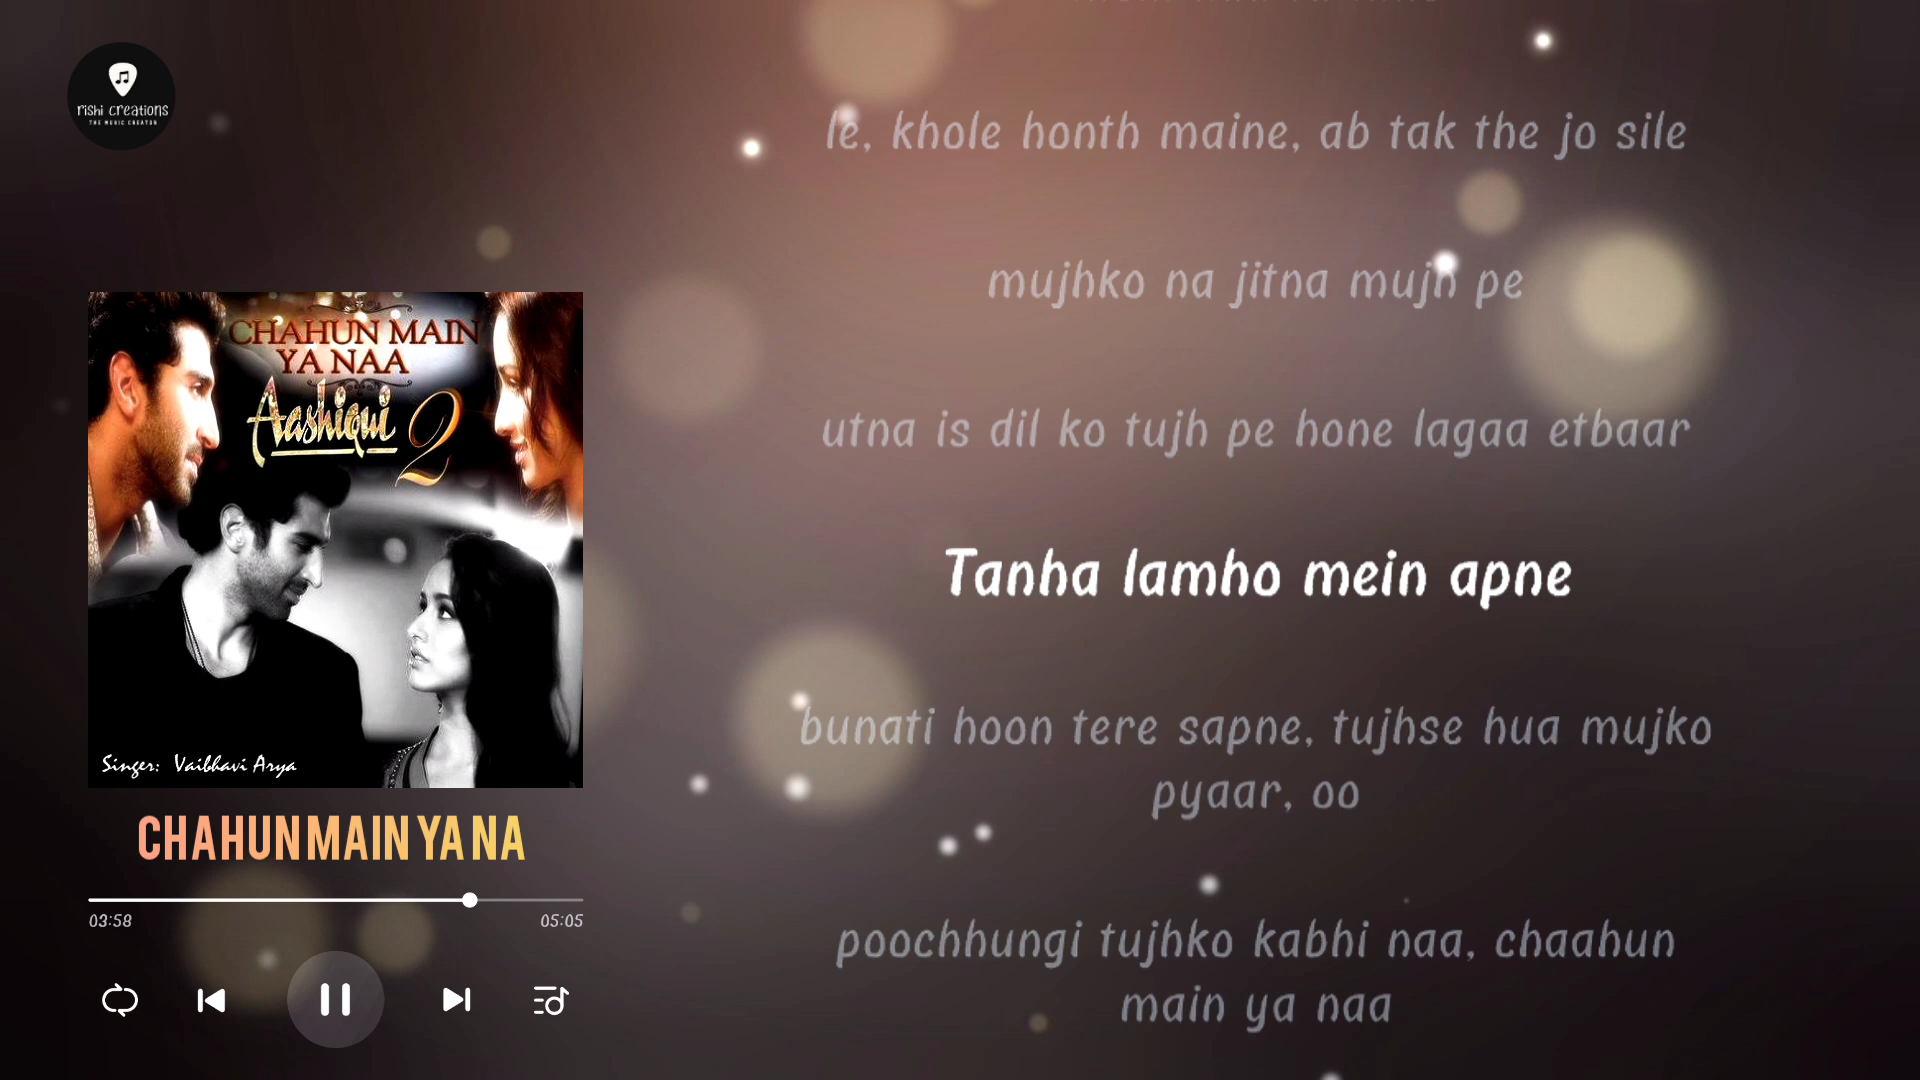 rishi creations
THE MUSIC CREATOR
CHAHUN MAIN
YA NAA
Aashiqui 2
Singer: Vaibhavi Arya
CHAHUN MAIN YA NA
03:58
05:05
le, khole honth maine, ab tak the jo sile
mujhko na jitna mujh pe
utna is dil ko tujh pe hone lagaa etbaar
Tanha lamho mein apne
bunati hoon tere sapne, tujhse hua mujko
pyaar, oo
poochhungi tujhko kabhi naa, chaahun
main ya naa